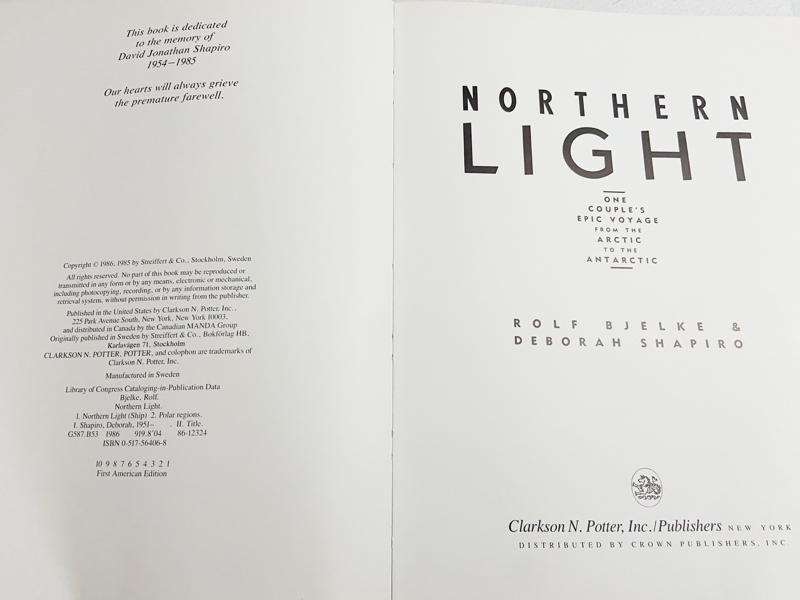 This book is dedicated
to the memory of
David Jonathan Shapiro
1954–1985
Our hearts will always grieve
the premature farewell.
Copyright © 1986, 1985 by Streiffert & Co., Stockholm, Sweden
All rights reserved. No part of this book may be reproduced or
transmitted in any form or by any means, electronic or mechanical,
including photocopying, recording, or by any information storage and
retrieval system, without permission in writing from the publisher.
Published in the United States by Clarkson N. Potter, Inc.,
225 Park Avenue South, New York, New York 10003,
and distributed in Canada by the Canadian MANDA Group
Originally published in Sweden by Streiffert & Co., Bokförlag HB,
Karlavägen 71, Stockholm
CLARKSON N. POTTER, POTTER, and colophon are trademarks of
Clarkson N. Potter, Inc.
Manufactured in Sweden
Library of Congress Cataloging-in-Publication Data
Bjelke, Rolf.
Northern Light.
1. Northern Light (Ship) 2. Polar regions.
I. Shapiro, Deborah, 1951– . II. Title.
G587.B53 1986 919.8'04 86-12324
ISBN 0-517-56406-8
10 9 8 7 6 5 4 3 2 1
First American Edition
NORTHERN
LIGHT
ONE
COUPLE'S
EPIC VOYAGE
FROM THE
ARCTIC
TO THE
ANTARCTIC
ROLF BJELKE &
DEBORAH SHAPIRO
Clarkson N. Potter, Inc./Publishers NEW YORK
DISTRIBUTED BY CROWN PUBLISHERS, INC.